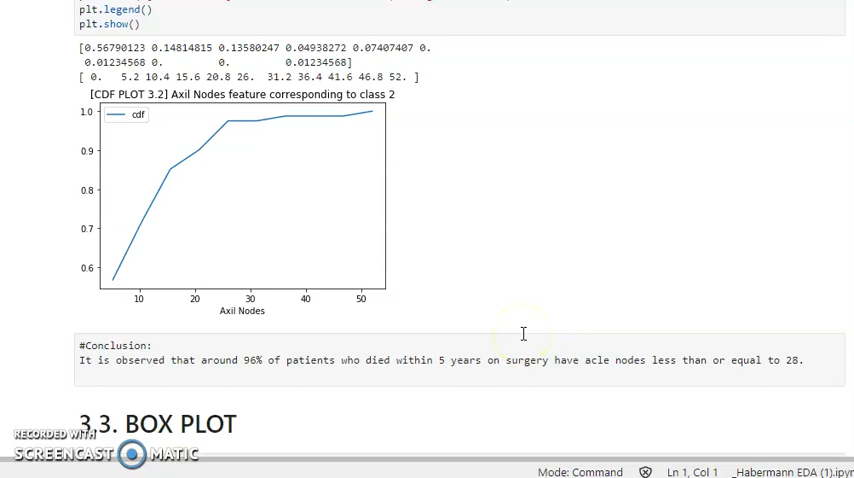 plt.legend()
plt.show()
[0.56790123 0.14814815 0.13580247 0.04938272 0.07407407 0.
0.01234568 0. 0. 0.01234568]
[ 0. 5.2 10.4 15.6 20.8 26. 31.2 36.4 41.6 46.8 52. ]
[CDF PLOT 3.2] Axil Nodes feature corresponding to class 2
cdf
1.0
0.9
0.8
0.7
0.6
10 20 30 40 50
Axil Nodes
#Conclusion:
It is observed that around 96% of patients who died within 5 years on surgery have acle nodes less than or equal to 28.
3.3. BOX PLOT
RECORDED WITH
SCREENCAST MATIC
Mode: Command Ln 1, Col 1 _Habermann EDA (1).ipyn